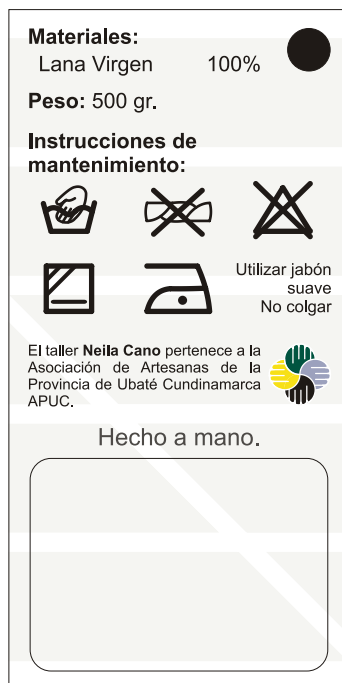 Materiales:
Lana Virgen 100%
Peso: 500 gr.
Instrucciones de
mantenimiento:
Utilizar jabón
suave
No colgar
El taller Neila Cano pertenece a la
Asociación de Artesanas de la
Provincia de Ubaté Cundinamarca
APUC.
Hecho a mano.